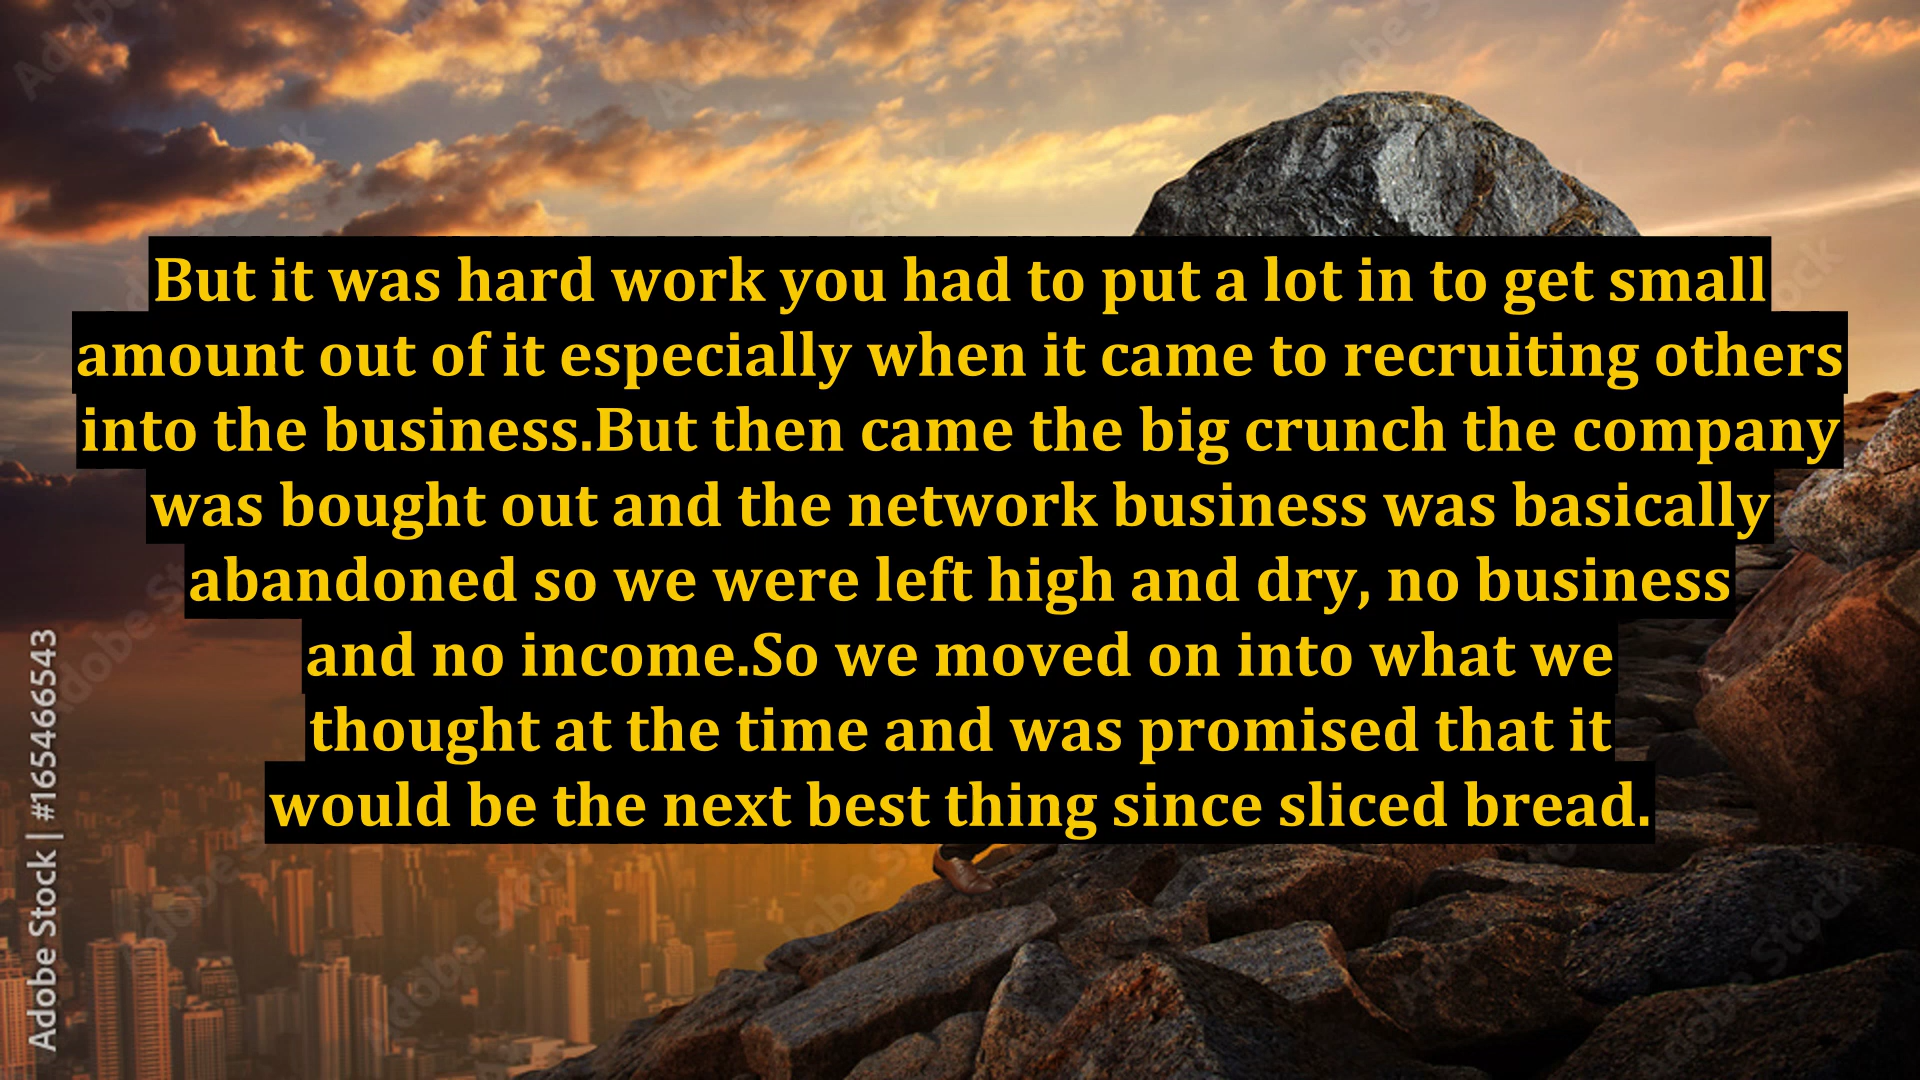 But it was hard work you had to put a lot in to get small
amount out of it especially when it came to recruiting others
into the business.But then came the big crunch the company
was bought out and the network business was basically
abandoned so we were left high and dry, no business
and no income.So we moved on into what we
thought at the time and was promised that it
would be the next best thing since sliced bread.
Adobe Stock | #165466543